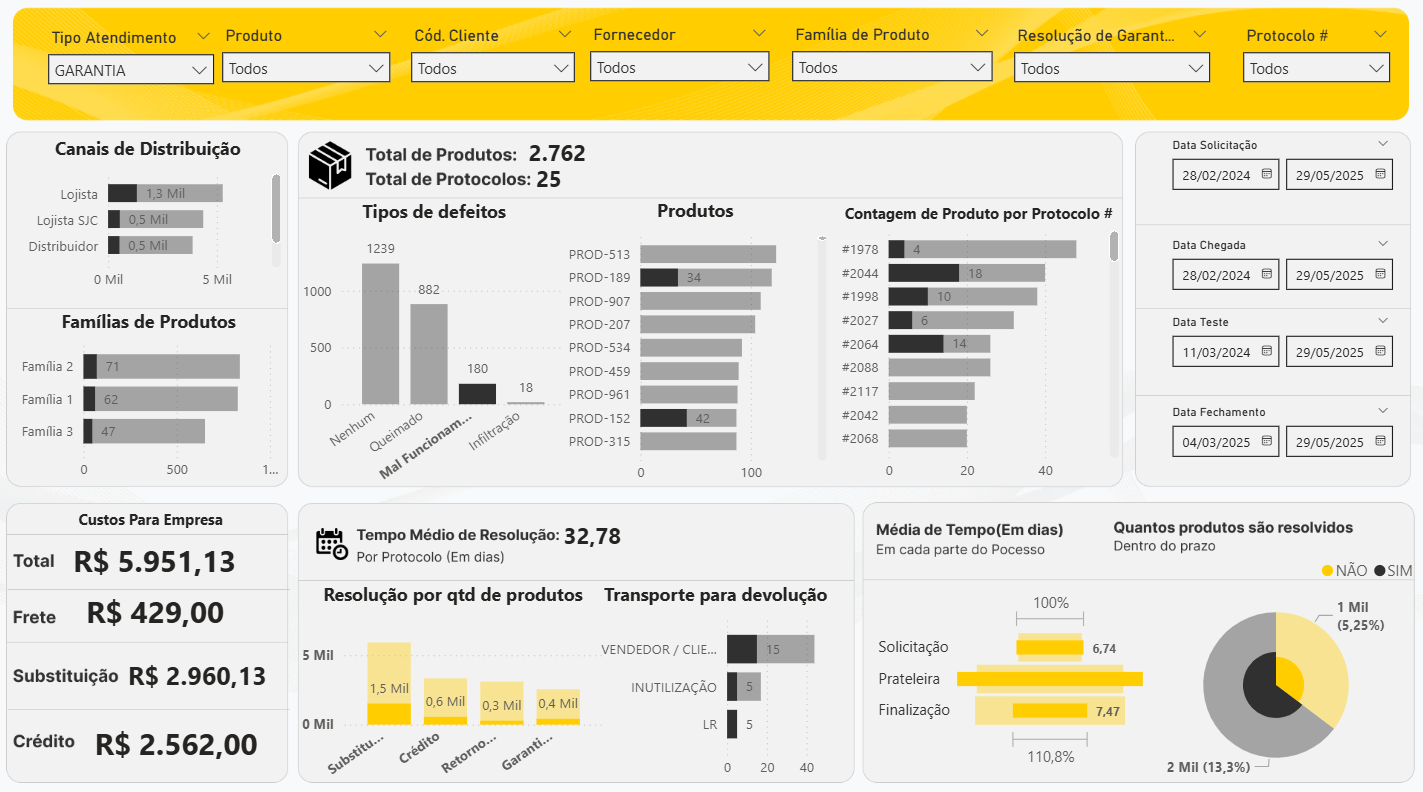 Tipo Atendimento
GARANTIA
Produto
Todos
Cód. Cliente
Todos
Fornecedor
Todos
Família de Produto
Todos
Resolução de Garant...
Todos
Protocolo #
Todos
Canais de Distribuição
Lojista
1,3 Mil
Lojista SJC
0,5 Mil
Distribuidor
0,5 Mil
0 Mil
5 Mil
Famílias de Produtos
Família 2
71
Família 1
62
Família 3
47
0
500
1...
Total de Produtos: 2.762
Total de Protocolos: 25
Tipos de defeitos
1000
500
0
1239
882
180
18
Nenhum
Queimado
Mal Funcionam...
Infiltração
Produtos
PROD-513
PROD-189
34
PROD-907
PROD-207
PROD-534
PROD-459
PROD-961
PROD-152
42
PROD-315
0
100
Contagem de Produto por Protocolo #
#1978
4
#2044
18
#1998
10
#2027
6
#2064
14
#2088
#2117
#2042
#2068
0
20
40
Data Solicitação
28/02/2024
29/05/2025
Data Chegada
28/02/2024
29/05/2025
Data Teste
11/03/2024
29/05/2025
Data Fechamento
04/03/2025
29/05/2025
Custos Para Empresa
Total R$ 5.951,13
Frete R$ 429,00
Substituição R$ 2.960,13
Crédito R$ 2.562,00
Tempo Médio de Resolução: 32,78
Por Protocolo (Em dias)
Resolução por qtd de produtos
5 Mil
0 Mil
1,5 Mil
0,6 Mil
0,3 Mil
0,4 Mil
Substitu...
Crédito
Retorno...
Garanti...
Transporte para devolução
VENDEDOR / CLIE...
15
INUTILIZAÇÃO
5
LR
5
0
20
40
Média de Tempo(Em dias)
Em cada parte do Pocesso
100%
Solicitação
6,74
Prateleira
Finalização
7,47
110,8%
Quantos produtos são resolvidos
Dentro do prazo
NÃO
SIM
1 Mil
(5,25%)
2 Mil (13,3%)